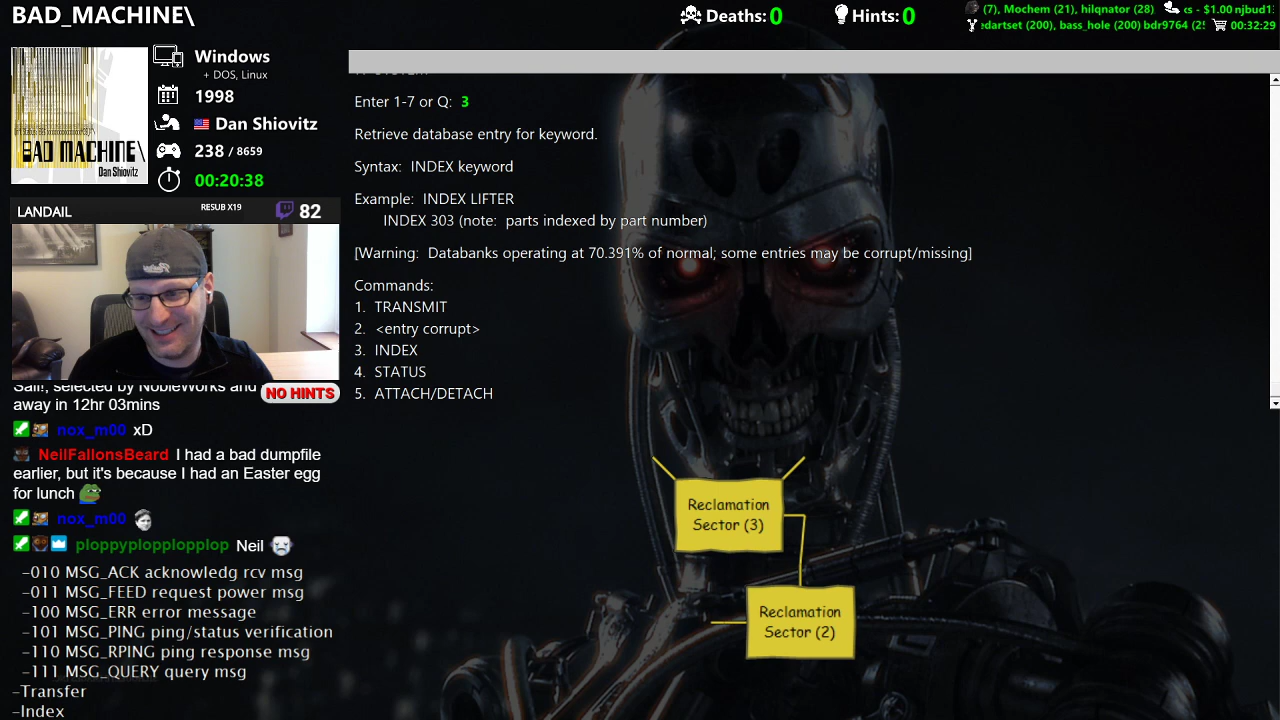 BAD_MACHINE\
Deaths: 0
Hints: 0
(7), Mochem (21), hilqnator (28)
cs - $1.00 njbud1
edartset (200), bass_hole (200) bdr9764 (2
00:32:29
Windows
+ DOS, Linux
1998
Dan Shiovitz
238 / 8659
00:20:38
BAD MACHINE\
Dan Shiovitz
LANDAIL
RESUB X19
82
Enter 1-7 or Q: 3
Retrieve database entry for keyword.
Syntax: INDEX keyword
Example: INDEX LIFTER
INDEX 303 (note: parts indexed by part number)
[Warning: Databanks operating at 70.391% of normal; some entries may be corrupt/missing]
Commands:
1. TRANSMIT
2. <entry corrupt>
3. INDEX
4. STATUS
5. ATTACH/DETACH
selected by NobleWorks and
away in 12hr 03mins
NO HINTS
nox_m00 xD
NeilFallonsBeard I had a bad dumpfile
earlier, but it's because I had an Easter egg
for lunch
nox_m00
ploppyplopplopplop Neil
-010 MSG_ACK acknowledg rcv msg
-011 MSG_FEED request power msg
-100 MSG_ERR error message
-101 MSG_PING ping/status verification
-110 MSG_RPING ping response msg
-111 MSG_QUERY query msg
-Transfer
-Index
Reclamation
Sector (3)
Reclamation
Sector (2)